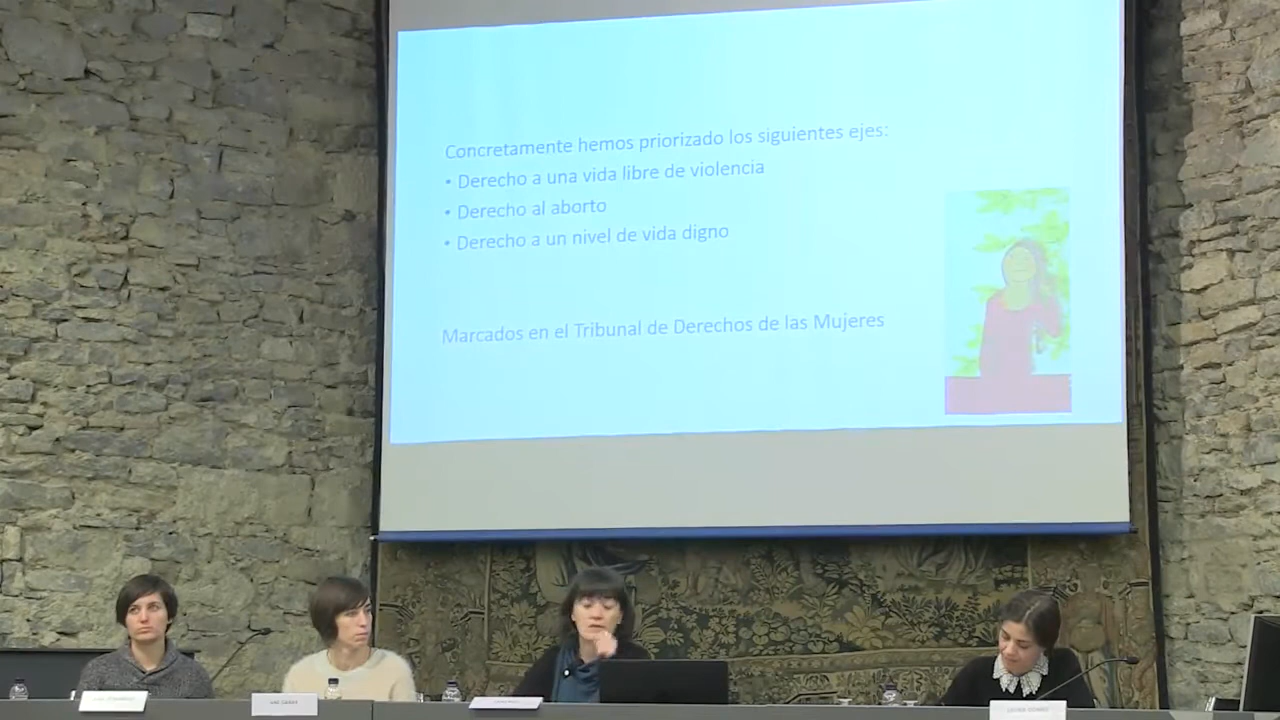 Concretamente hemos priorizado los siguientes ejes:
• Derecho a una vida libre de violencia
• Derecho al aborto
• Derecho a un nivel de vida digno
Marcados en el Tribunal de Derechos de las Mujeres